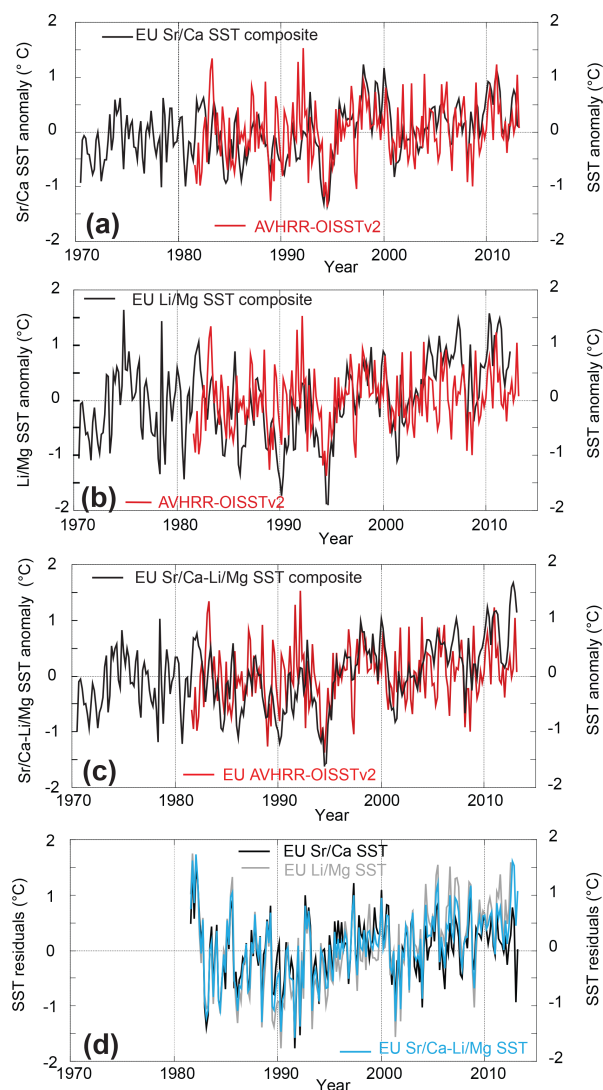 EU Sr/Ca SST composite
Sr/Ca SST anomaly (° C)
SST anomaly (°C)
2 2
1 1
0 0
-1 -1
-2 -2
(a)
AVHRR-OISSTv2
1970 1980 1990 2000 2010
Year
EU Li/Mg SST composite
Li/Mg SST anomaly (°C)
SST anomaly (°C)
2 2
1 1
0 0
-1 -1
-2 -2
(b)
AVHRR-OISSTv2
1970 1980 1990 2000 2010
Year
EU Sr/Ca-Li/Mg SST composite
Sr/Ca-Li/Mg SST anomaly (°C)
SST anomaly (°C)
2 2
1 1
0 0
-1 -1
-2 -2
(c)
EU AVHRR-OISSTv2
1970 1980 1990 2000 2010
Year
EU Sr/Ca SST
EU Li/Mg SST
SST residuals (°C)
SST residuals (°C)
2 2
1 1
0 0
-1 -1
-2 -2
(d)
EU Sr/Ca-Li/Mg SST
1970 1980 1990 2000 2010
Year